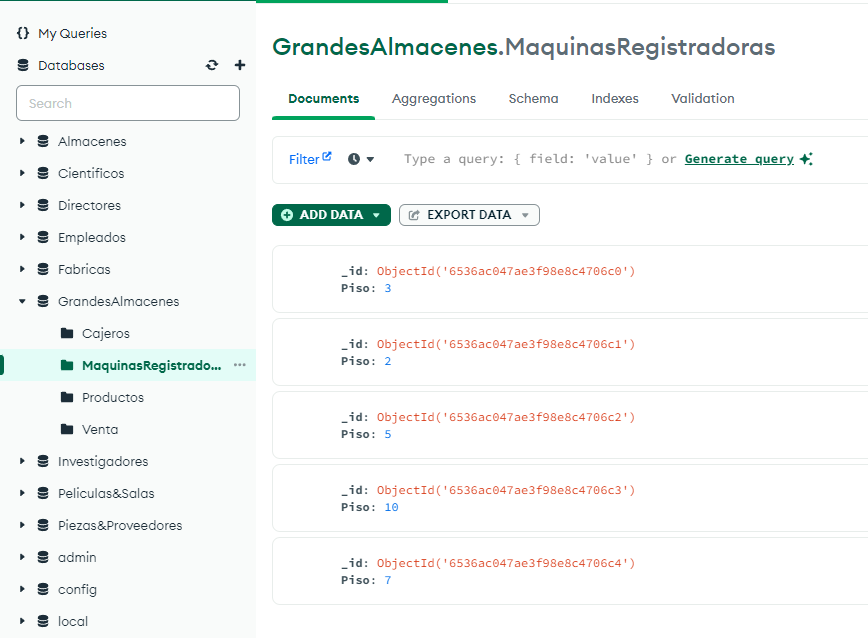 My Queries
Databases
Search
Almacenes
Cientificos
Directores
Empleados
Fabricas
GrandesAlmacenes
Cajeros
MaquinasRegistrado...
Productos
Venta
Investigadores
Peliculas&Salas
Piezas&Proveedores
admin
config
local
GrandesAlmacenes.MaquinasRegistradoras
Documents Aggregations Schema Indexes Validation
Filter Type a query: { field: 'value' } or Generate query
ADD DATA EXPORT DATA
_id: ObjectId('6536ac047ae3f98e8c4706c0')
Piso: 3
_id: ObjectId('6536ac047ae3f98e8c4706c1')
Piso: 2
_id: ObjectId('6536ac047ae3f98e8c4706c2')
Piso: 5
_id: ObjectId('6536ac047ae3f98e8c4706c3')
Piso: 10
_id: ObjectId('6536ac047ae3f98e8c4706c4')
Piso: 7